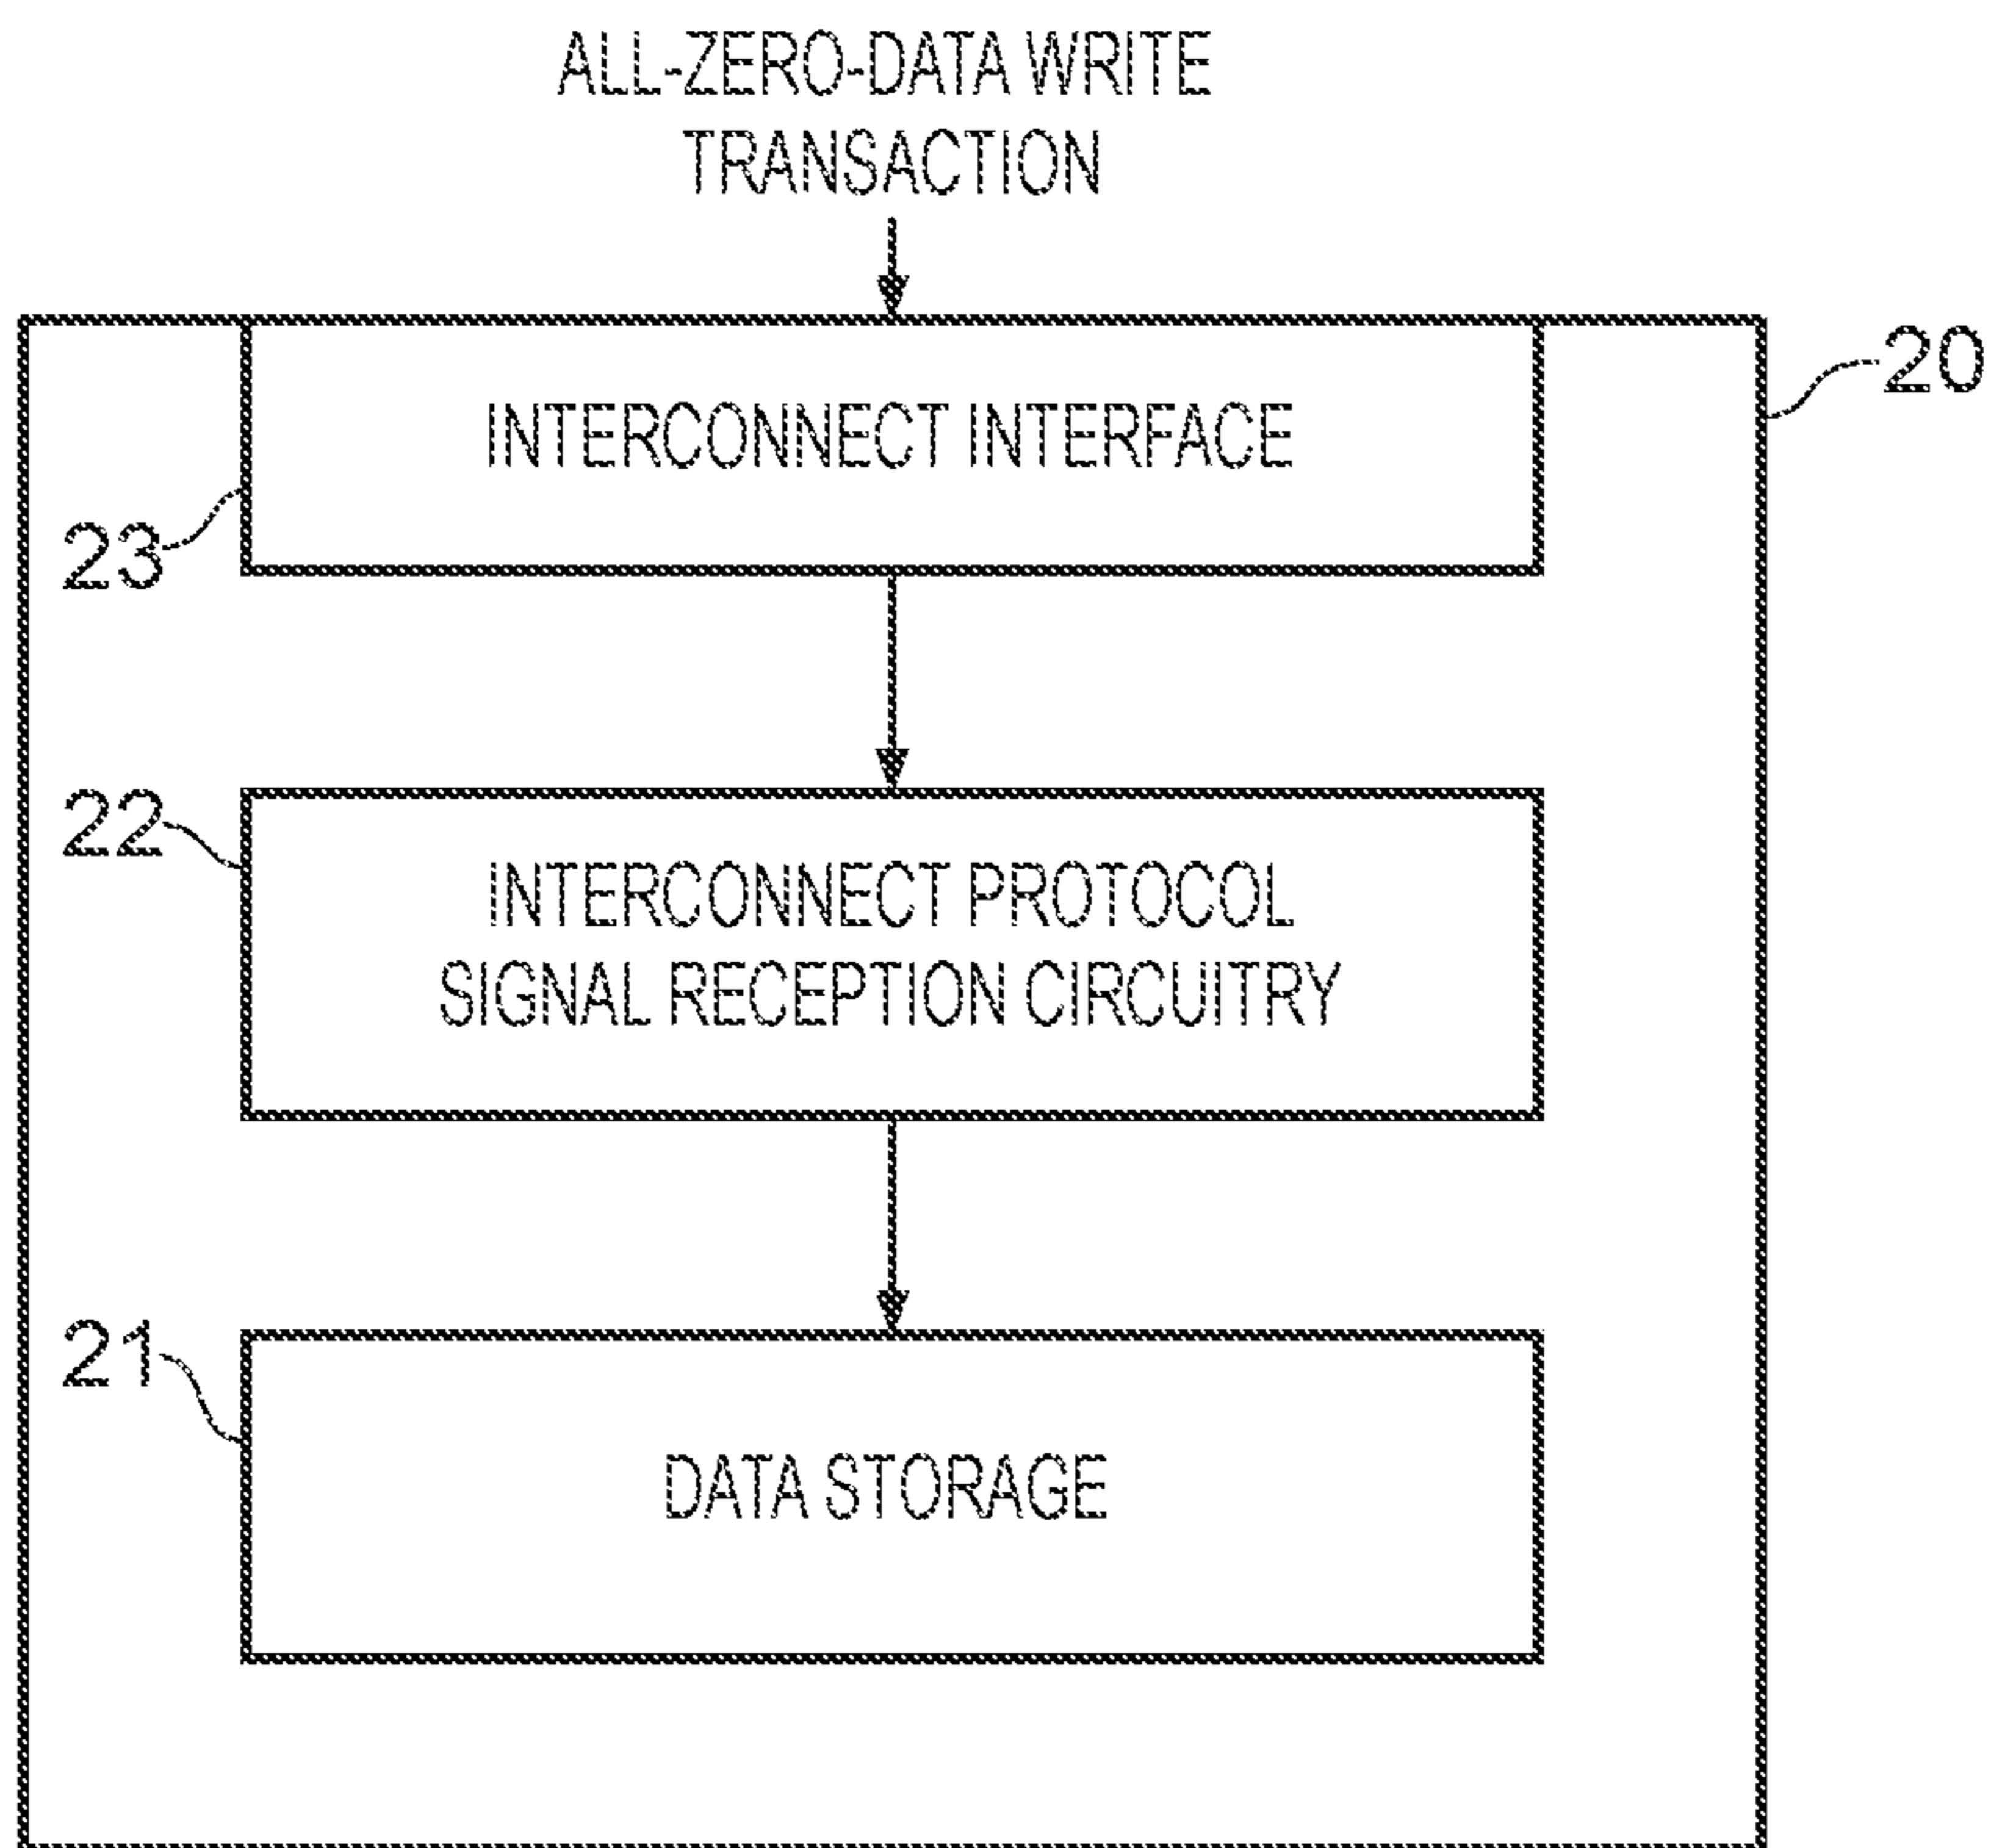 ALL-ZERO-DATA WRITE
TRANSACTION
20
INTERCONNECT INTERFACE
23
22
INTERCONNECT PROTOCOL
SIGNAL RECEPTION CIRCUITRY
21
DATA STORAGE